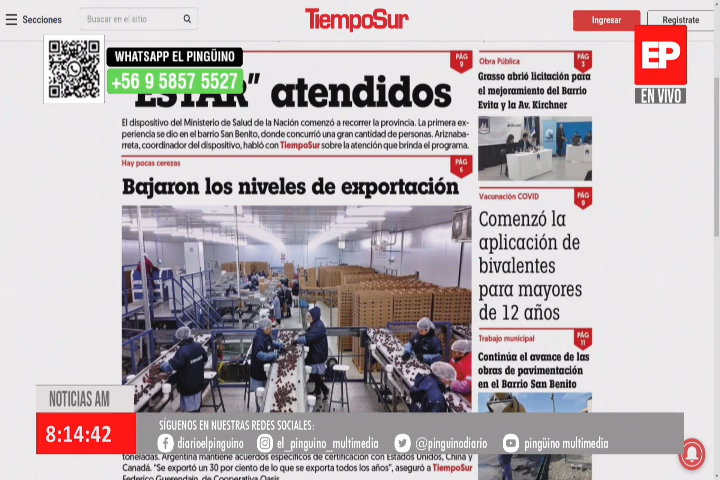 Secciones
Buscar en el sitio
TiempoSur
Ingresar
Registrate
WHATSAPP EL PINGÜINO
+56 9 5857 5527
EP
EN VIVO
"ESTAR" atendidos
PÁG
9
El dispositivo del Ministerio de Salud de la Nación comenzó a recorrer la provincia. La primera ex-
periencia se dio en el barrio San Benito, donde concurrió una gran cantidad de personas. Ariznaba-
rreta, coordinador del dispositivo, habló con TiempoSur sobre la atención que brinda el programa.
Hay pocas cerezas
PÁG
6
Bajaron los niveles de exportación
Obra Pública
PÁG
3
Grasso abrió licitación para
el mejoramiento del Barrio
Evita y la Av. Kirchner
Vacunación COVID
PÁG
9
Comenzó la
aplicación de
bivalentes
para mayores
de 12 años
Trabajo municipal
PÁG
11
Continúa el avance de las
obras de pavimentación
en el Barrio San Benito
NOTICIAS AM
8:14:42
SÍGUENOS EN NUESTRAS REDES SOCIALES:
diarioelpinguino
el_pinguino_multimedia
@pinguinodiario
pingüino multimedia
toneladas. Argentina mantiene acuerdos específicos de certificación con Estados Unidos, China y
Canadá. "Se exportó un 30 por ciento de lo que se exporta todos los años", aseguró a TiempoSur
Federico Guerendain, de Cooperativa Oasis.